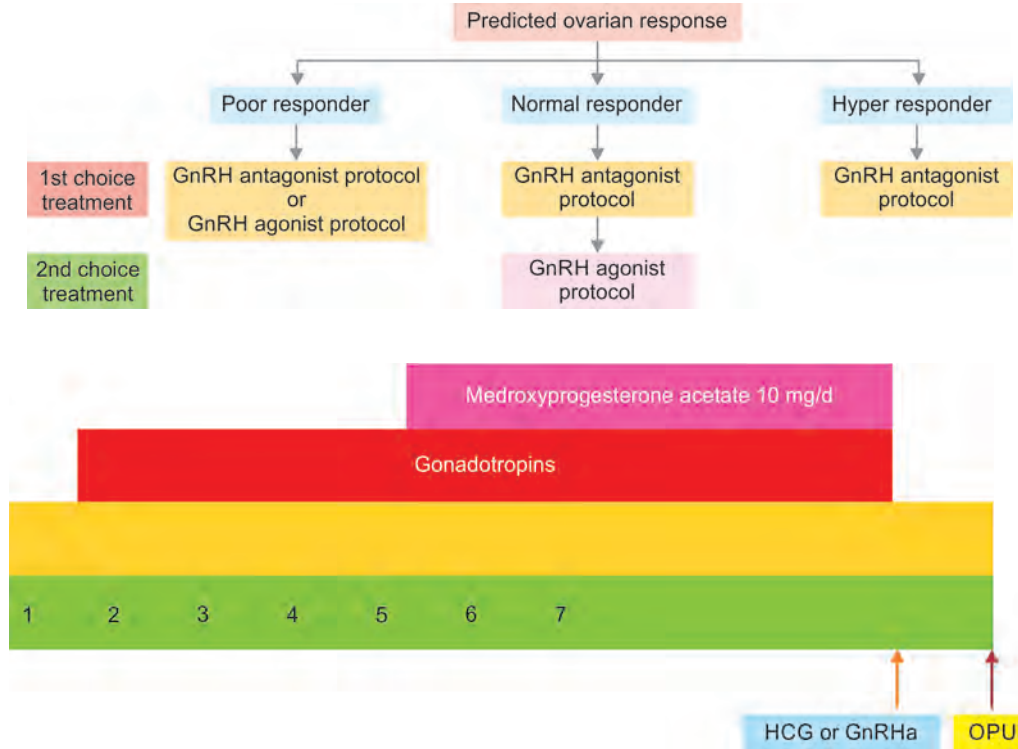 Predicted ovarian response
Poor responder
Normal responder
Hyper responder
1st choice
treatment
GnRH antagonist protocol
or
GnRH agonist protocol
GnRH antagonist
protocol
GnRH antagonist
protocol
2nd choice
treatment
GnRH agonist
protocol
Medroxyprogesterone acetate 10 mg/d
Gonadotropins
1 2 3 4 5 6 7
HCG or GnRHa
OPU